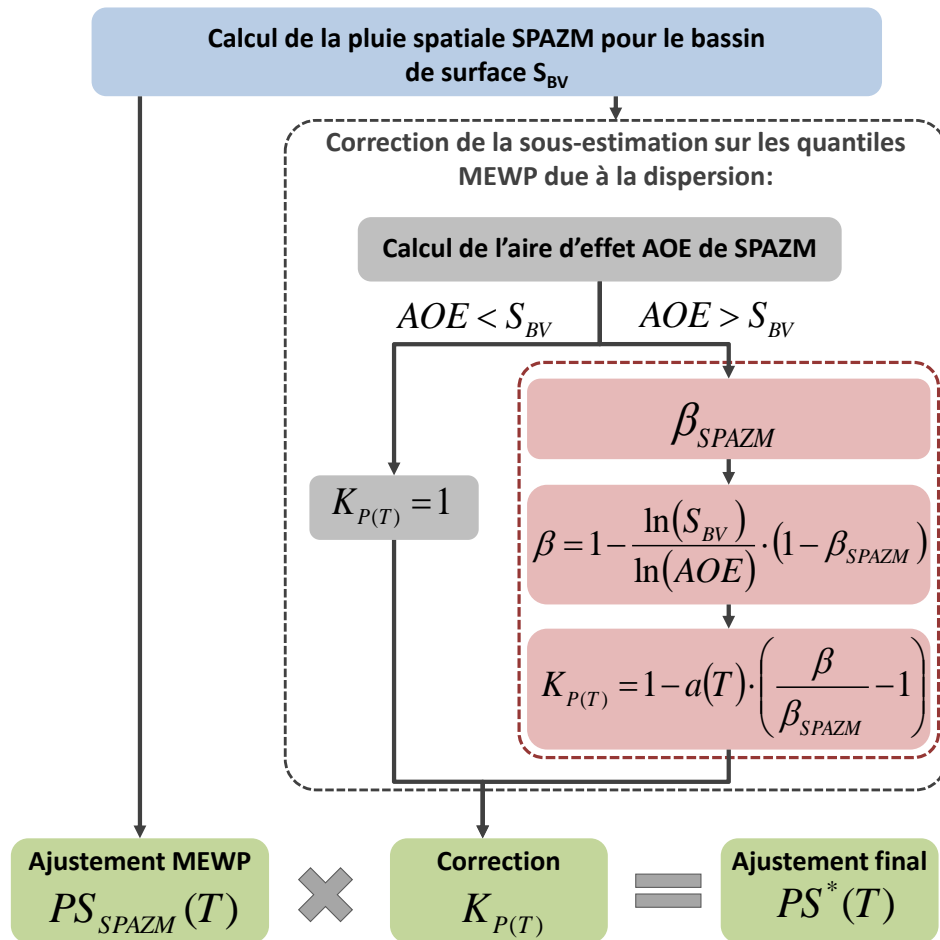 Calcul de la pluie spatiale SPAZM pour le bassin
de surface S_BV
Correction de la sous-estimation sur les quantiles
MEWP due à la dispersion:
Calcul de l'aire d'effet AOE de SPAZM
AOE < S_BV
AOE > S_BV
β_SPAZM
K_P(T) = 1
β = 1 − ln(S_BV) / ln(AOE) · (1 − β_SPAZM)
K_P(T) = 1 − a(T) · (β / β_SPAZM − 1)
Ajustement MEWP
PS_SPAZM(T)
×
Correction
K_P(T)
=
Ajustement final
PS*(T)